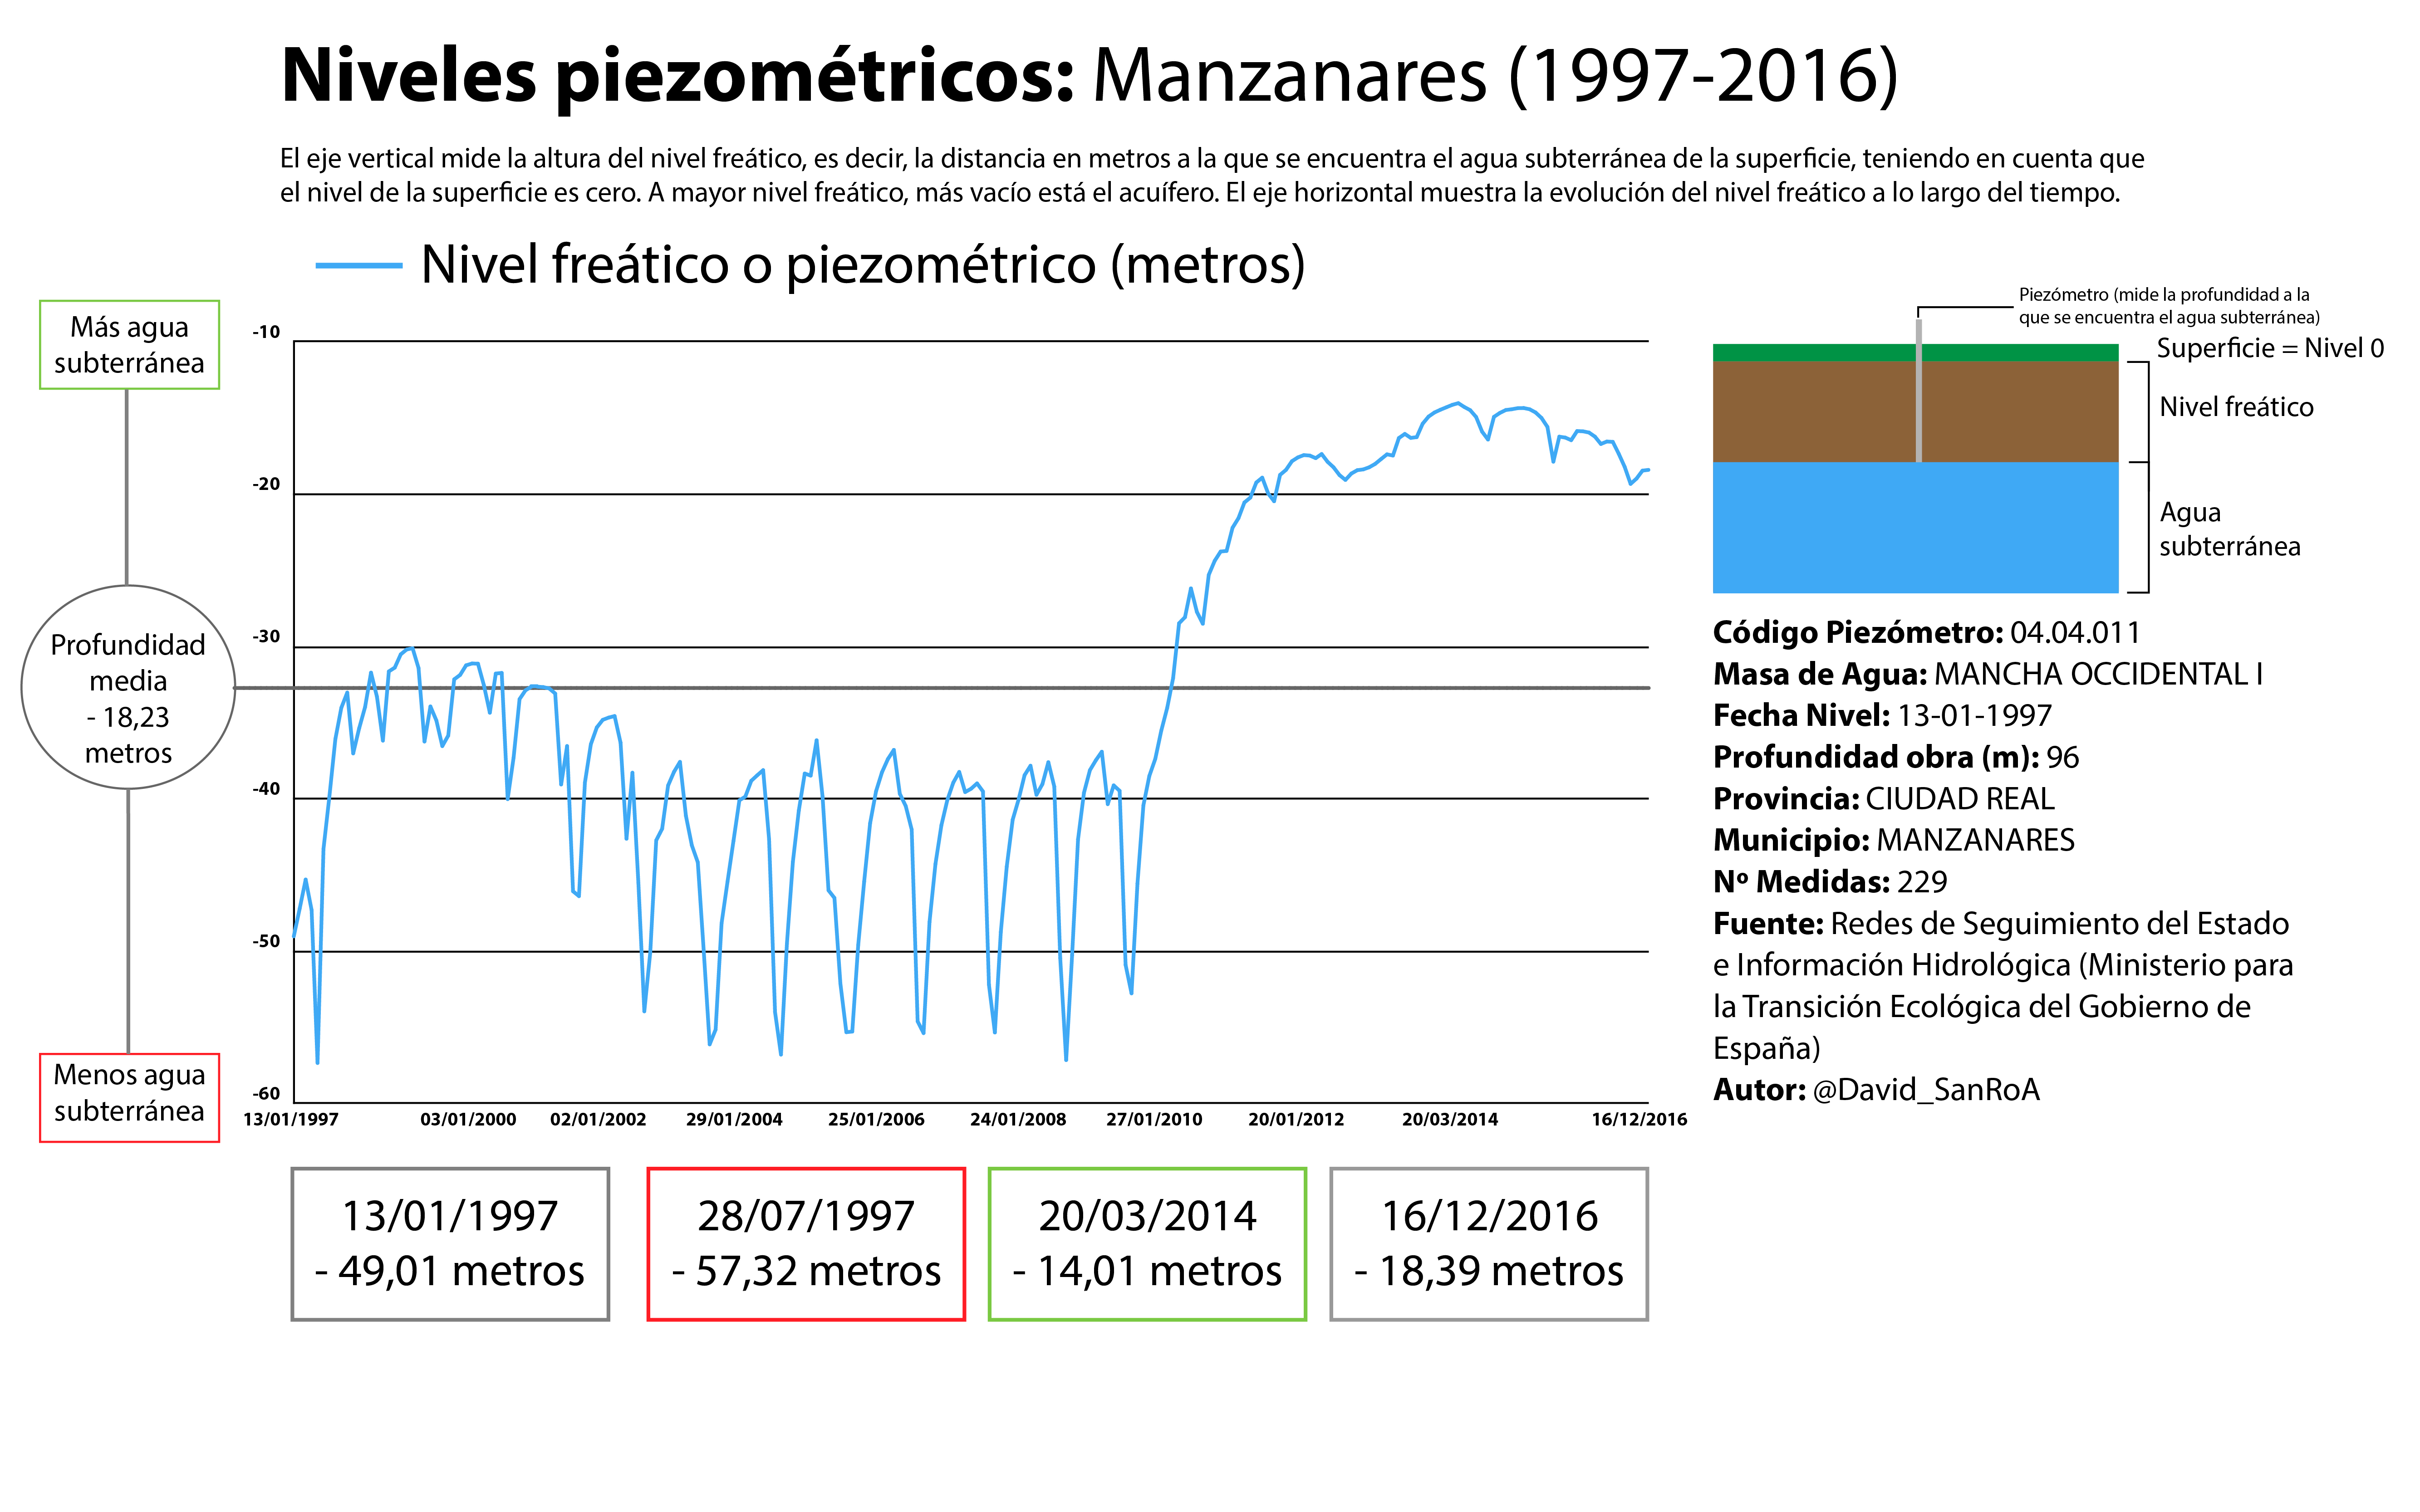 Niveles piezométricos: Manzanares (1997-2016)
El eje vertical mide la altura del nivel freático, es decir, la distancia en metros a la que se encuentra el agua subterránea de la superficie, teniendo en cuenta que
el nivel de la superficie es cero. A mayor nivel freático, más vacío está el acuífero. El eje horizontal muestra la evolución del nivel freático a lo largo del tiempo.
Nivel freático o piezométrico (metros)
Más agua
subterránea
Profundidad
media
- 18,23
metros
Menos agua
subterránea
-10
-20
-30
-40
-50
-60
13/01/1997
03/01/2000
02/01/2002
29/01/2004
25/01/2006
24/01/2008
27/01/2010
20/01/2012
20/03/2014
16/12/2016
13/01/1997
- 49,01 metros
28/07/1997
- 57,32 metros
20/03/2014
- 14,01 metros
16/12/2016
- 18,39 metros
Piezómetro (mide la profundidad a la
que se encuentra el agua subterránea)
Superficie = Nivel 0
Nivel freático
Agua
subterránea
Código Piezómetro: 04.04.011
Masa de Agua: MANCHA OCCIDENTAL I
Fecha Nivel: 13-01-1997
Profundidad obra (m): 96
Provincia: CIUDAD REAL
Municipio: MANZANARES
Nº Medidas: 229
Fuente: Redes de Seguimiento del Estado
e Información Hidrológica (Ministerio para
la Transición Ecológica del Gobierno de
España)
Autor: @David_SanRoA